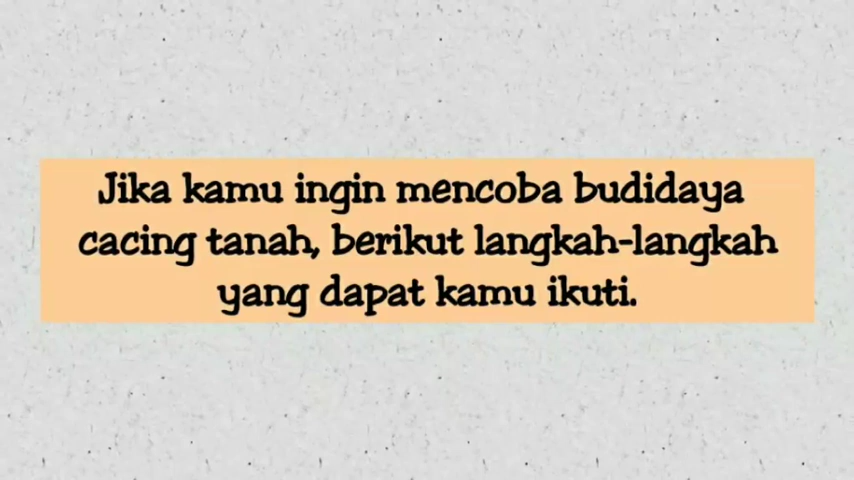 Jika kamu ingin mencoba budidaya
cacing tanah, berikut langkah-langkah
yang dapat kamu ikuti.